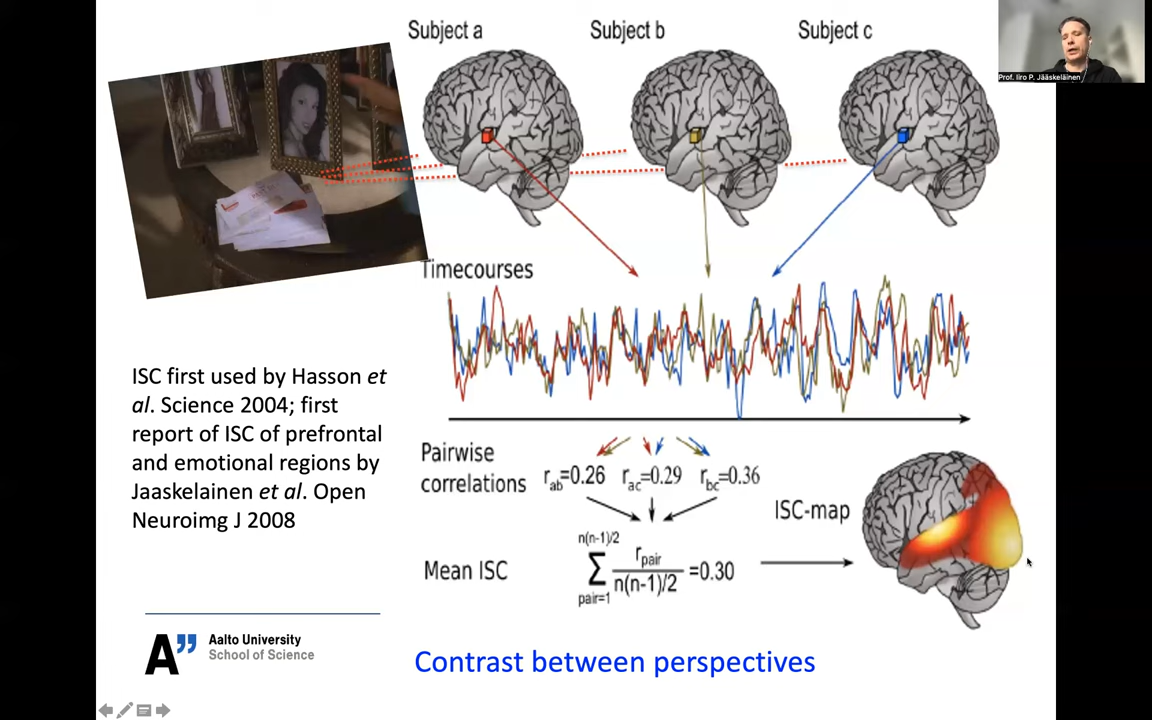 Subject a
Subject b
Subject c
Prof. Iiro P. Jääskeläinen
Timecourses
ISC first used by Hasson et
al. Science 2004; first
report of ISC of prefrontal
and emotional regions by
Jaaskelainen et al. Open
Neuroimg J 2008
Pairwise
correlations
r_ab=0.26 r_ac=0.29 r_bc=0.36
ISC-map
Mean ISC
n(n-1)/2
∑
pair=1
r_pair
n(n-1)/2
=0.30
A”
Aalto University
School of Science
Contrast between perspectives